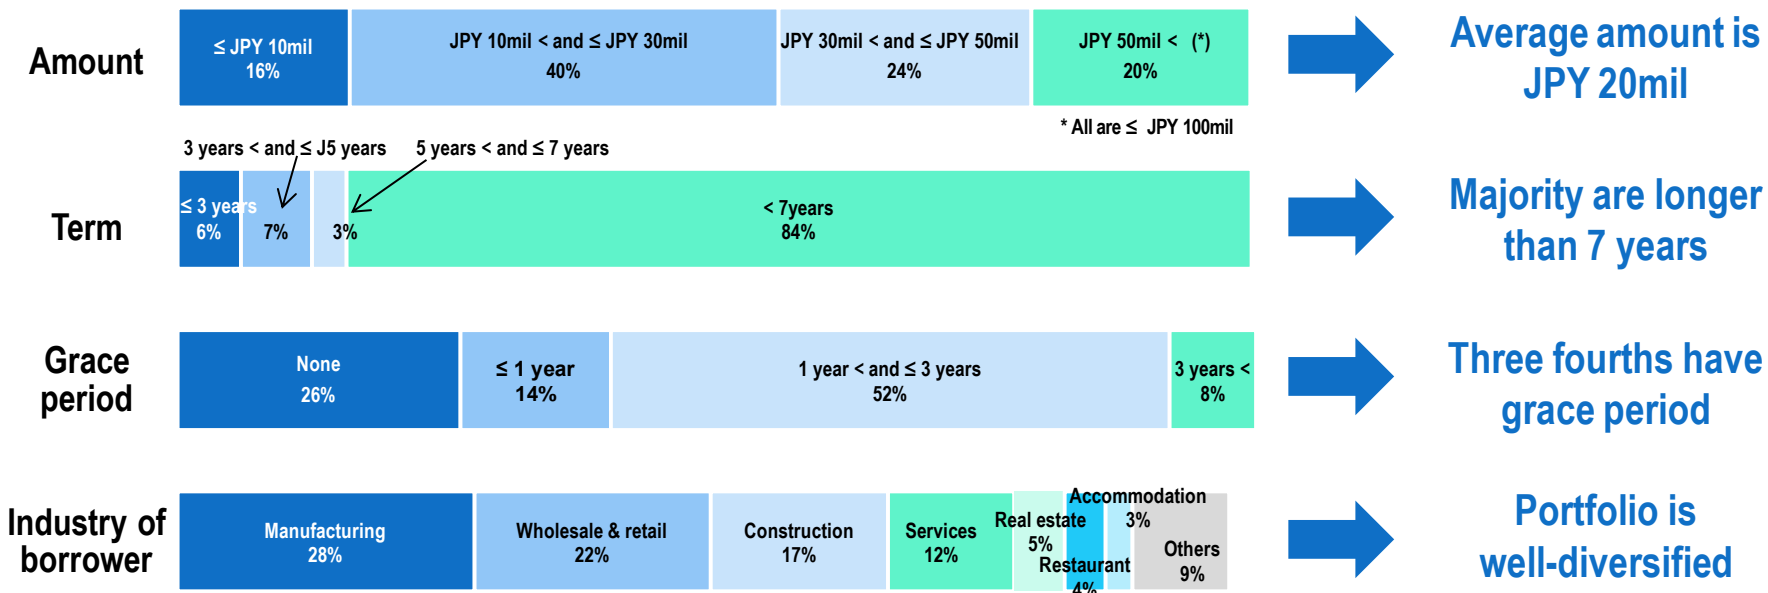 Amount
≤ JPY 10mil
16%
JPY 10mil < and ≤ JPY 30mil
40%
JPY 30mil < and ≤ JPY 50mil
24%
JPY 50mil < (*)
20%
Average amount is
JPY 20mil
* All are ≤ JPY 100mil
3 years < and ≤ J5 years
5 years < and ≤ 7 years
Term
≤ 3 years
6%
7%
3%
< 7years
84%
Majority are longer
than 7 years
Grace
period
None
26%
≤ 1 year
14%
1 year < and ≤ 3 years
52%
3 years <
8%
Three fourths have
grace period
Industry of
borrower
Manufacturing
28%
Wholesale & retail
22%
Construction
17%
Services
12%
Real estate
5%
Restaurant
4%
Accommodation
3%
Others
9%
Portfolio is
well-diversified